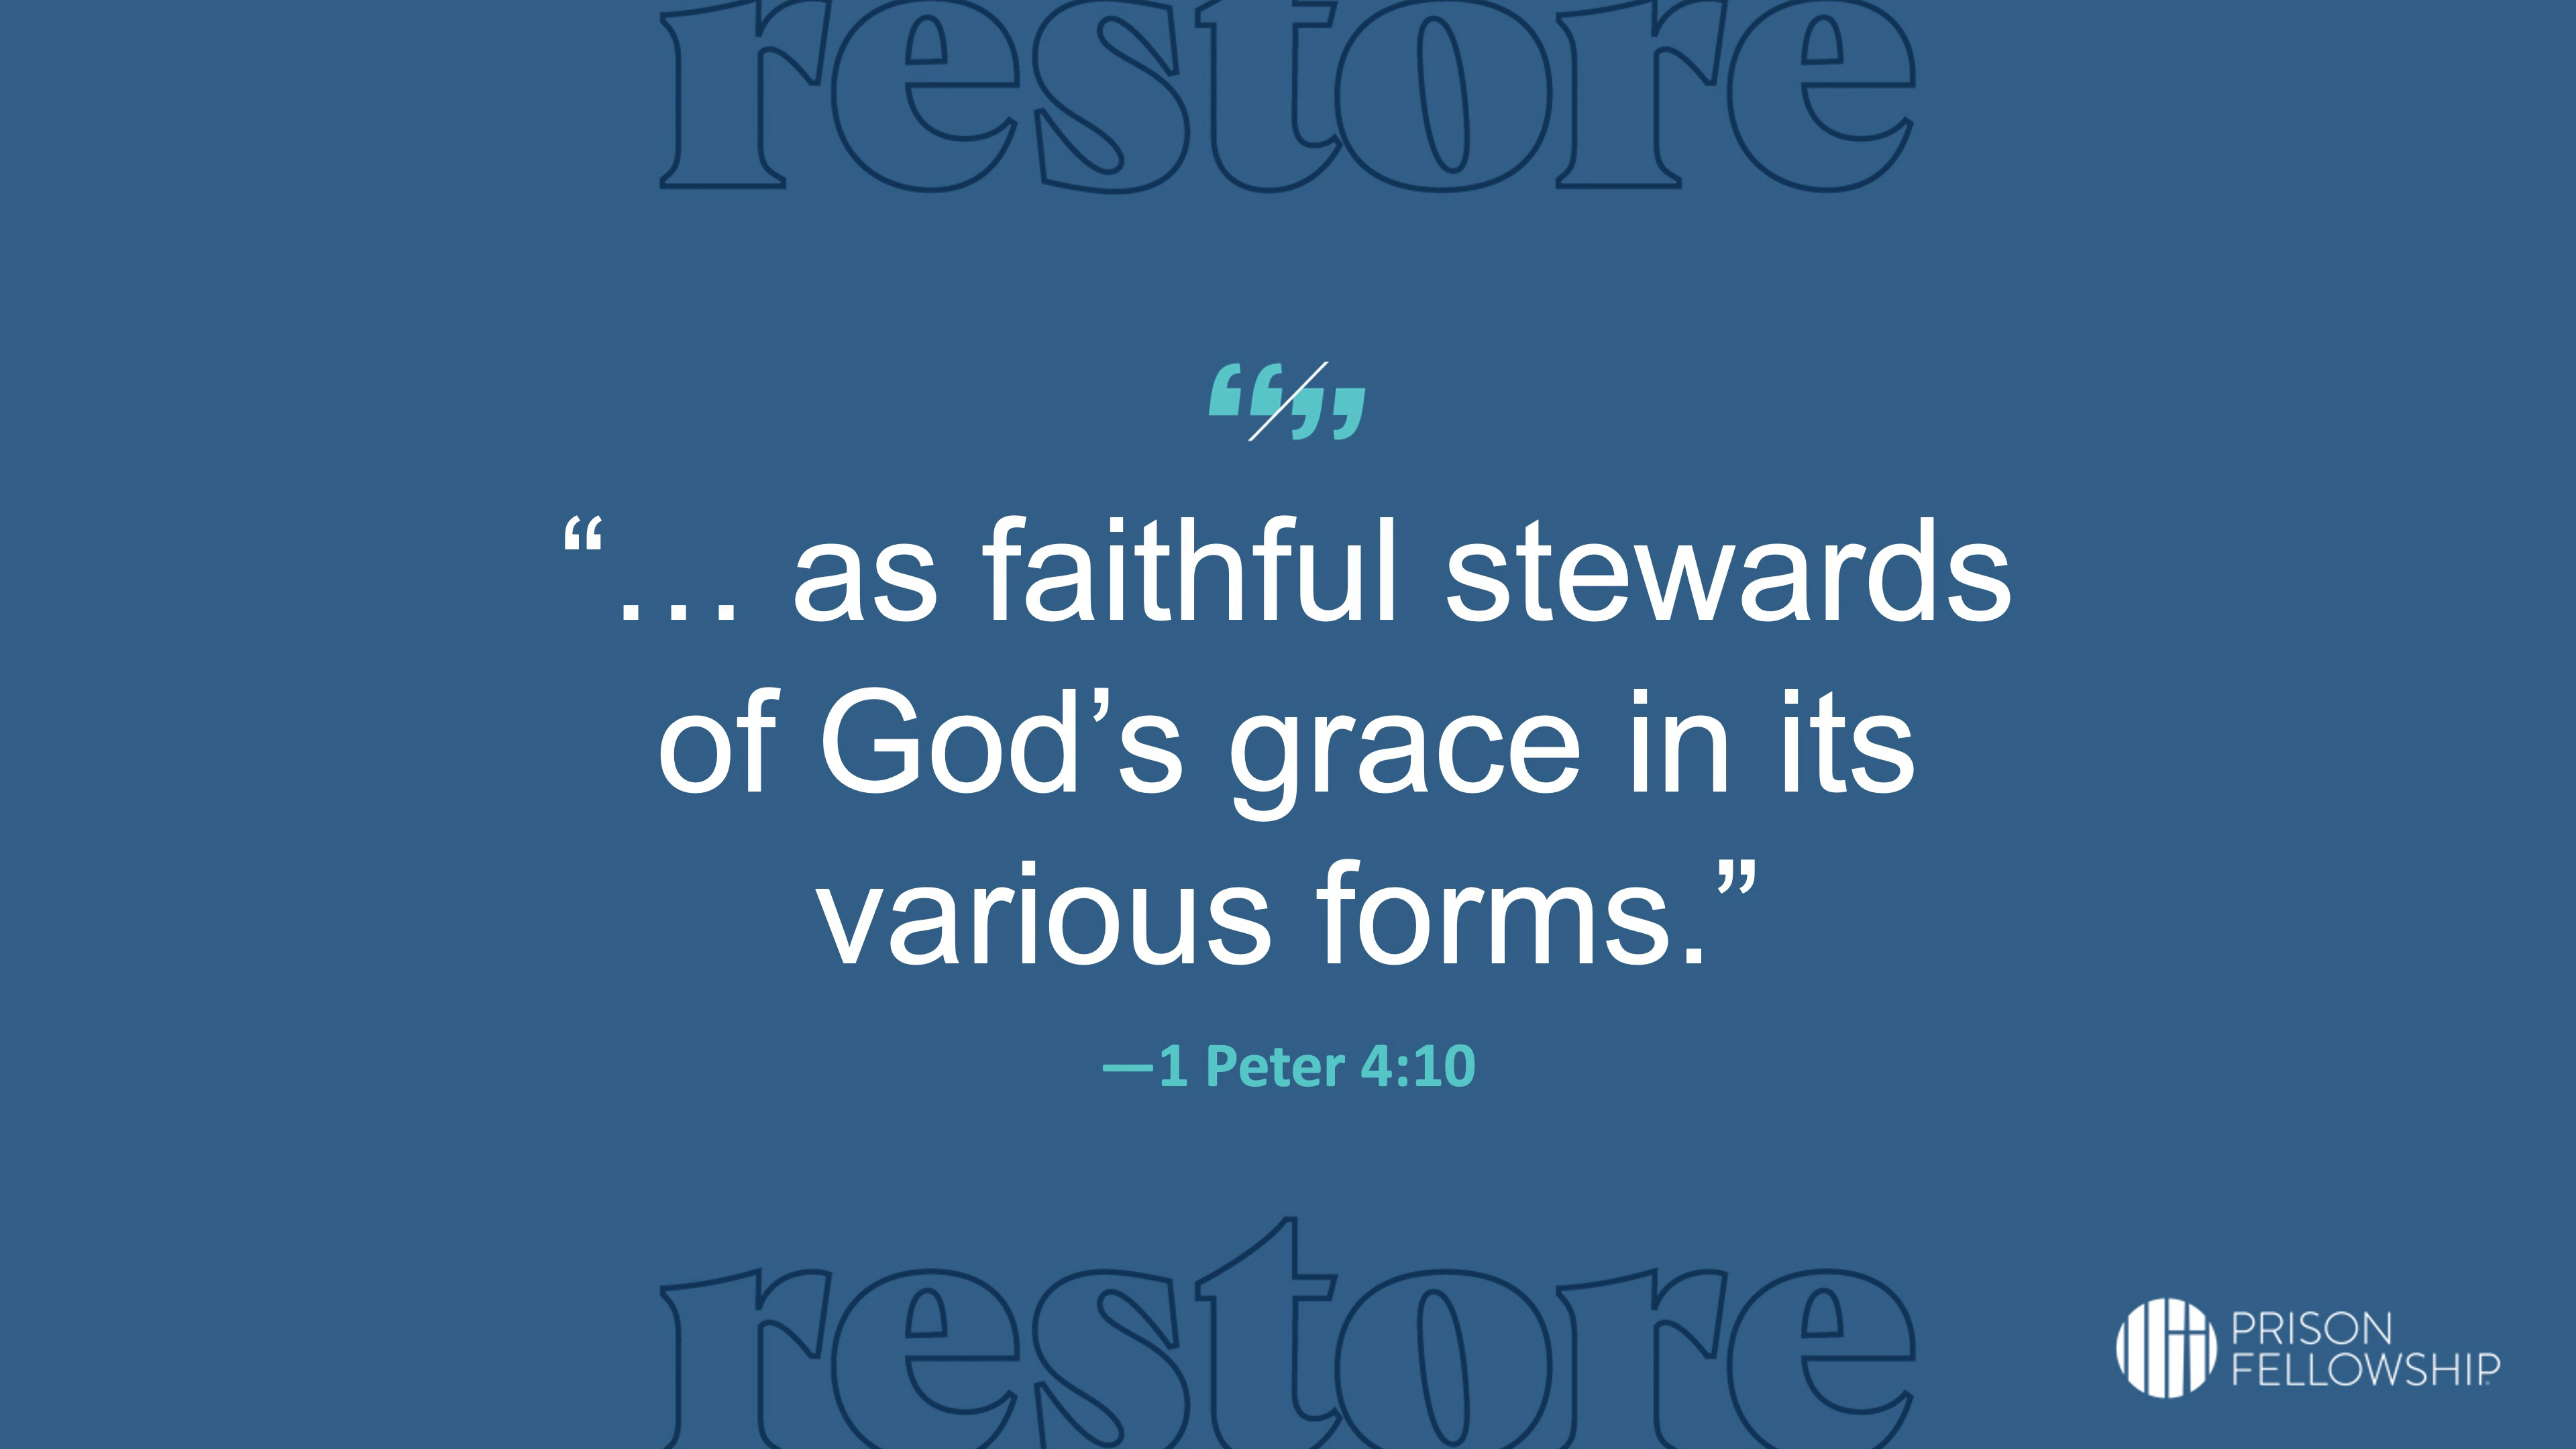 restore
“… as faithful stewards
of God’s grace in its
various forms.”
—1 Peter 4:10
restore
PRISON
FELLOWSHIP